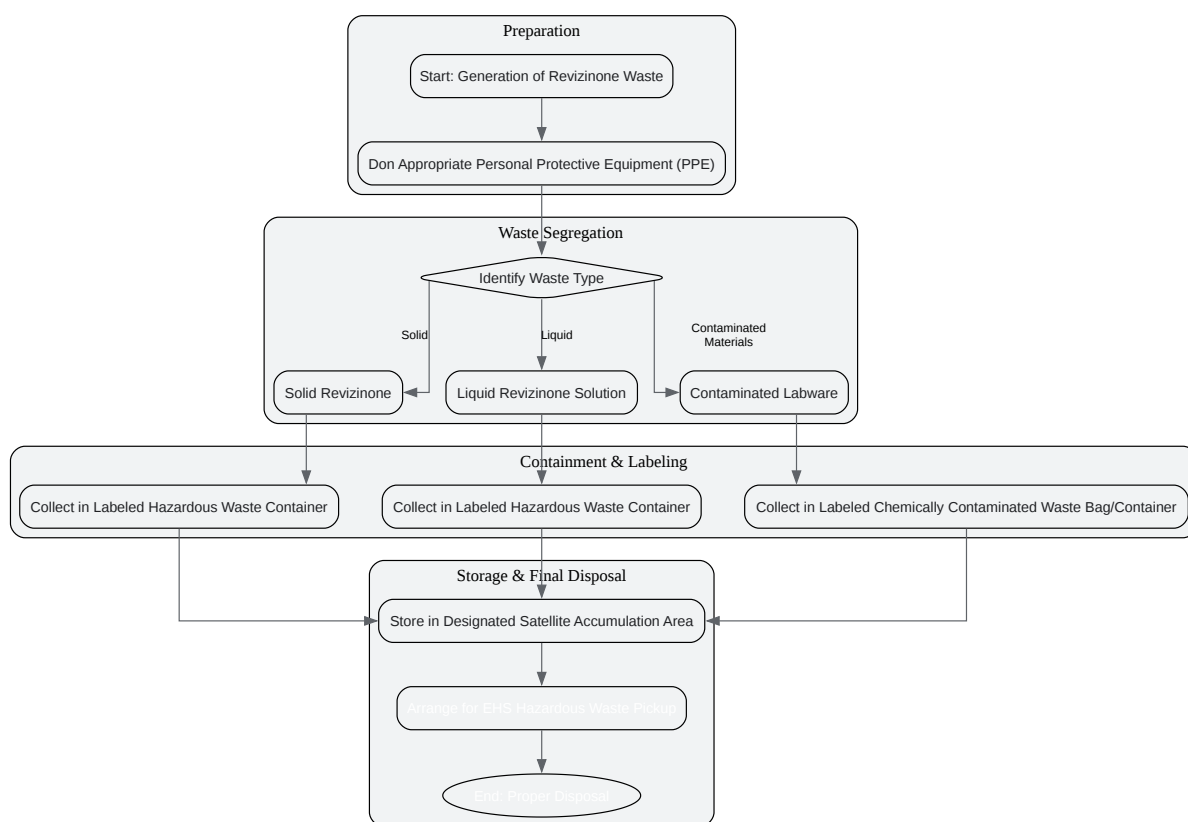 Preparation
Start: Generation of Revizinone Waste
Don Appropriate Personal Protective Equipment (PPE)
Waste Segregation
Identify Waste Type
Solid
Liquid
Contaminated
Materials
Solid Revizinone
Liquid Revizinone Solution
Contaminated Labware
Containment & Labeling
Collect in Labeled Hazardous Waste Container
Collect in Labeled Hazardous Waste Container
Collect in Labeled Chemically Contaminated Waste Bag/Container
Storage & Final Disposal
Store in Designated Satellite Accumulation Area
Arrange for EHS Hazardous Waste Pickup
End: Proper Disposal